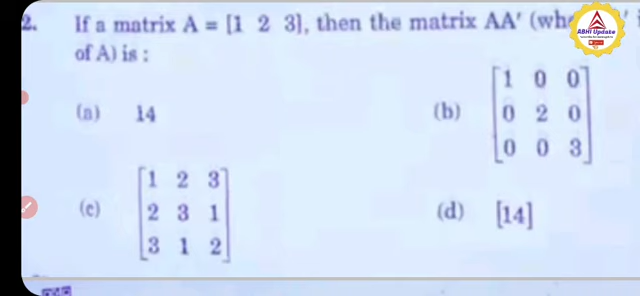 2. If a matrix A = [1 2 3], then the matrix AA′ (wh
of A) is :
(a) 14
(b) [1 0 0
0 2 0
0 0 3]
(c) [1 2 3
2 3 1
3 1 2]
(d) [14]
ABHI Update